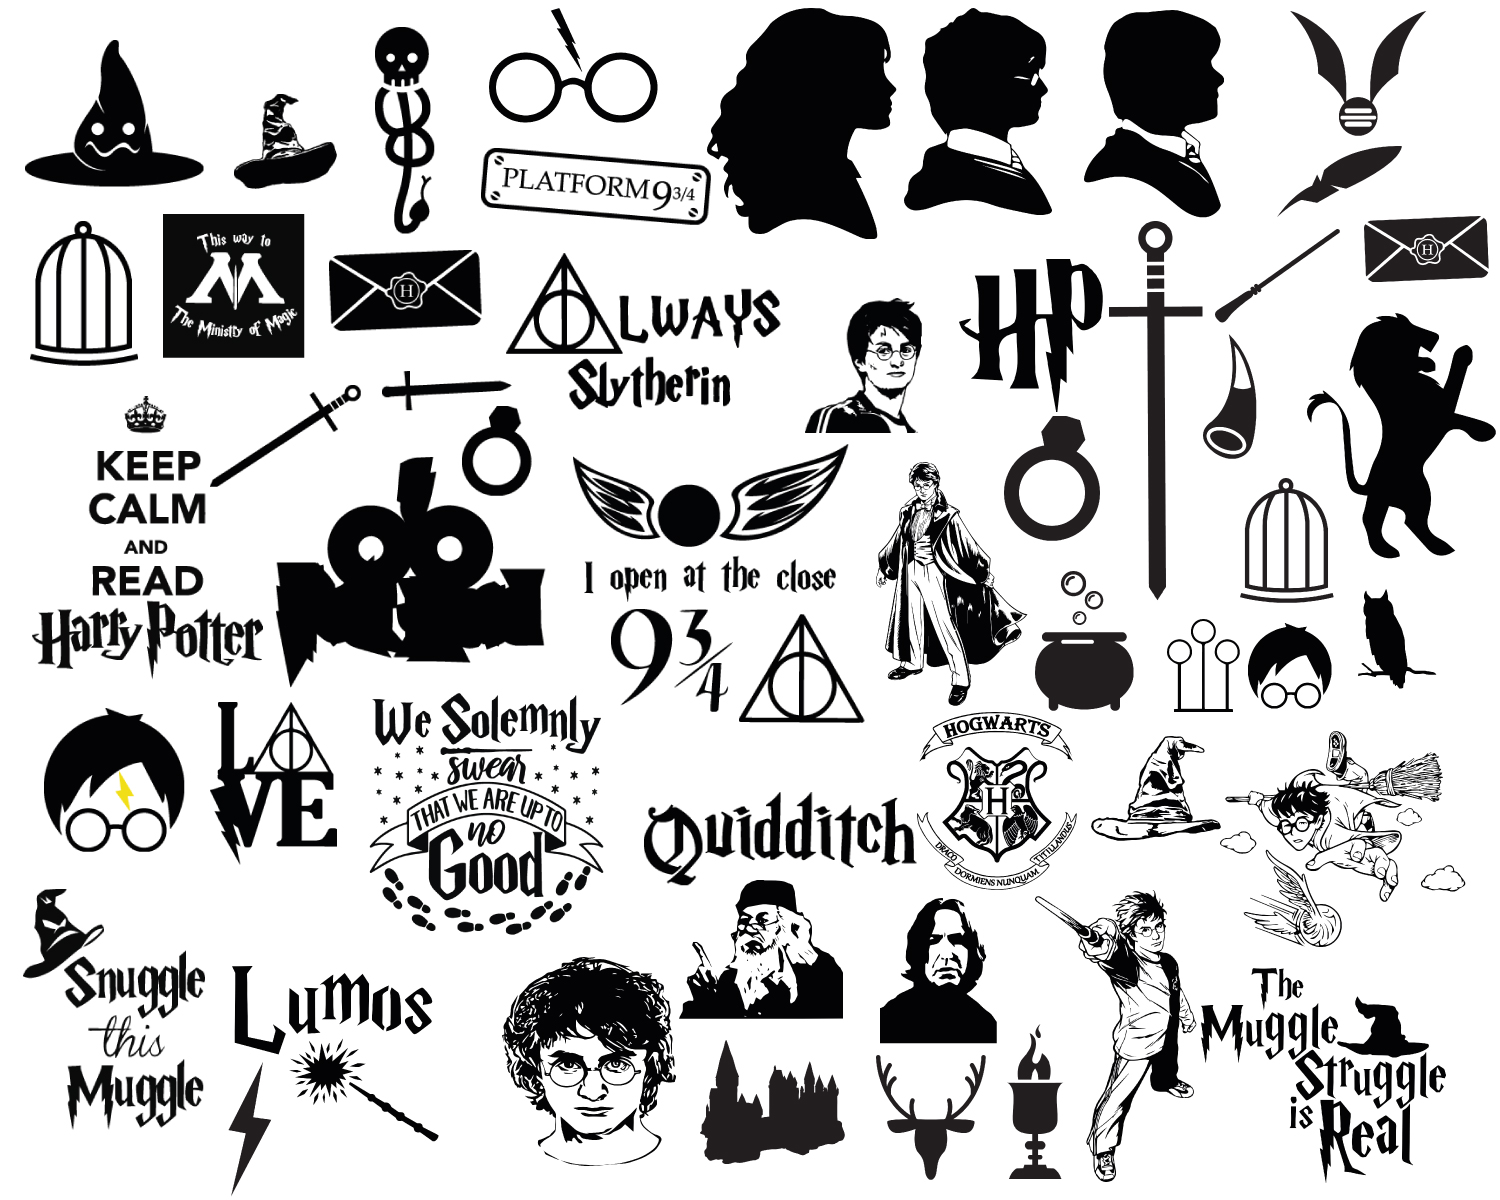 PLATFORM 9 3/4
This way to
M
The Ministry of Magic
H
H
LWAYS
Slytherin
HP
KEEP
CALM
AND
READ
Harry Potter
I open at the close
9 3/4
LOVE
We Solemnly
swear
THAT WE ARE UP TO
no
Good
Quidditch
HOGWARTS
H
DRACO
DORMIENS NUNQUAM
TITILLANDUS
Snuggle
this
Muggle
Lumos
The
Muggle
Struggle
is
Real